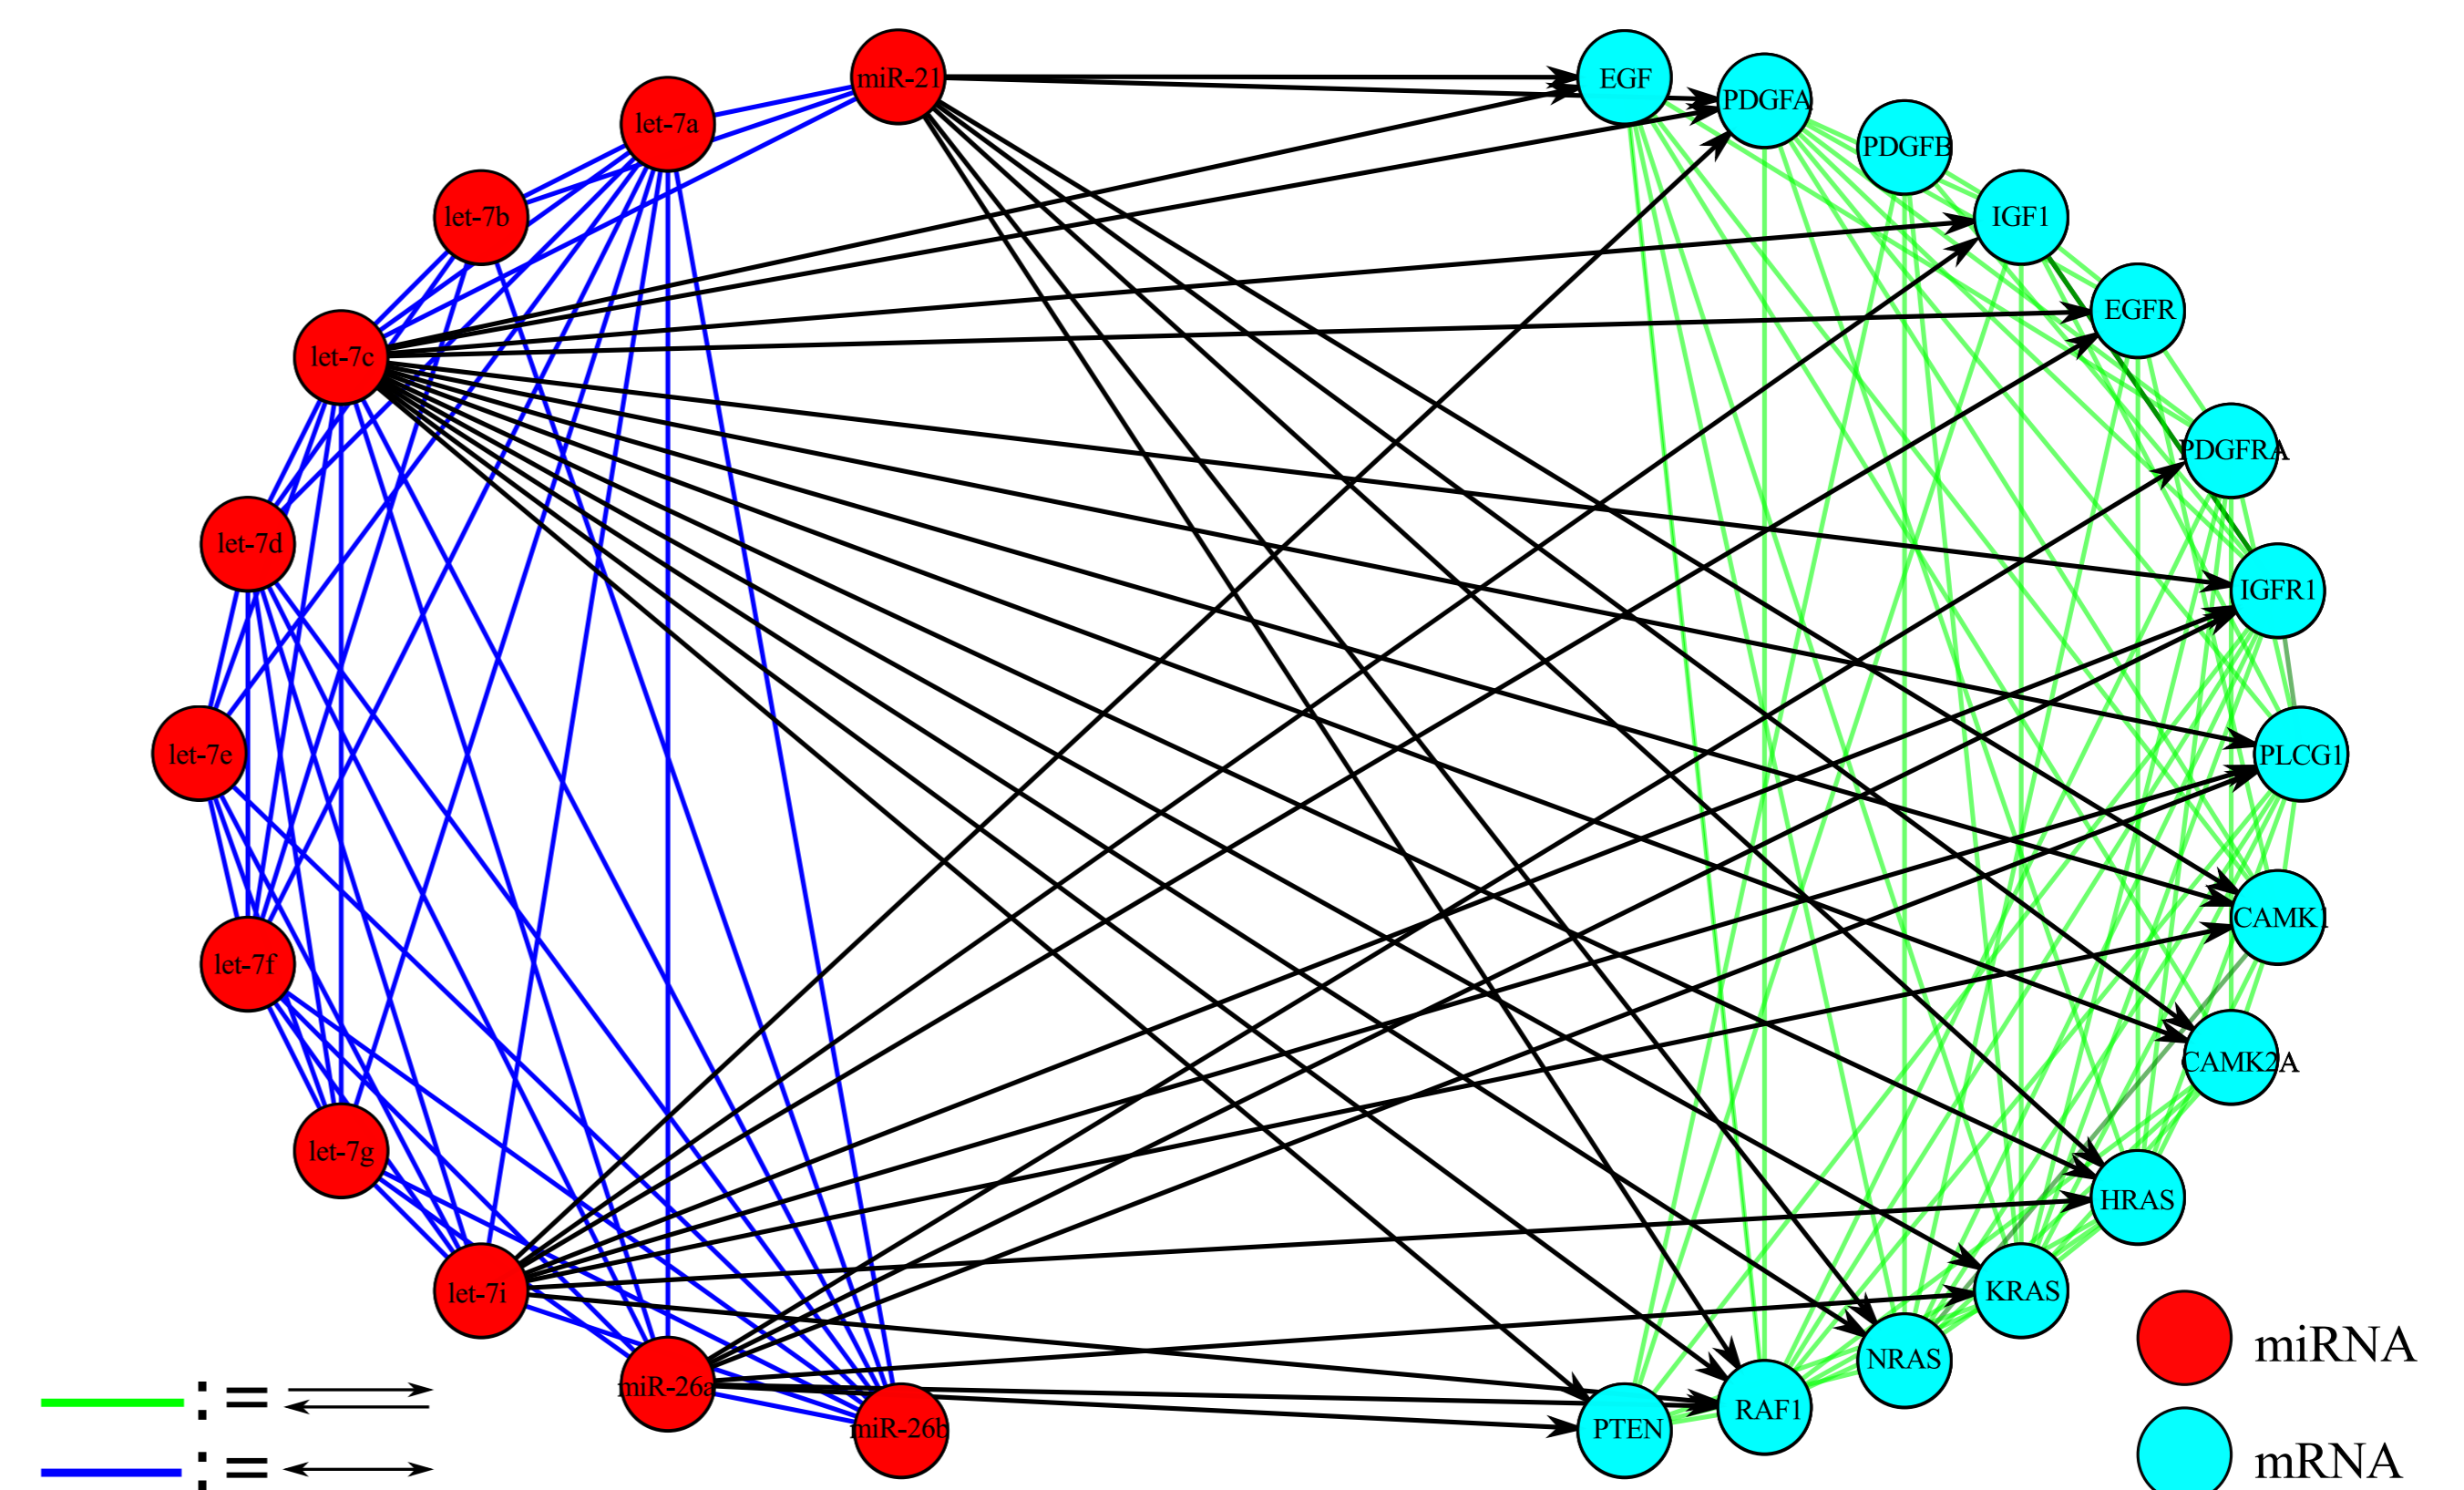 miR-21
EGF
PDGFA
let-7a
PDGFB
let-7b
IGF1
EGFR
let-7c
PDGFRA
let-7d
IGFR1
let-7e
PLCG1
CAMK1
let-7f
CAMK2A
let-7g
HRAS
let-7i
KRAS
miRNA
NRAS
miR-26a
: =
RAF1
miR-26b
PTEN
mRNA
: =